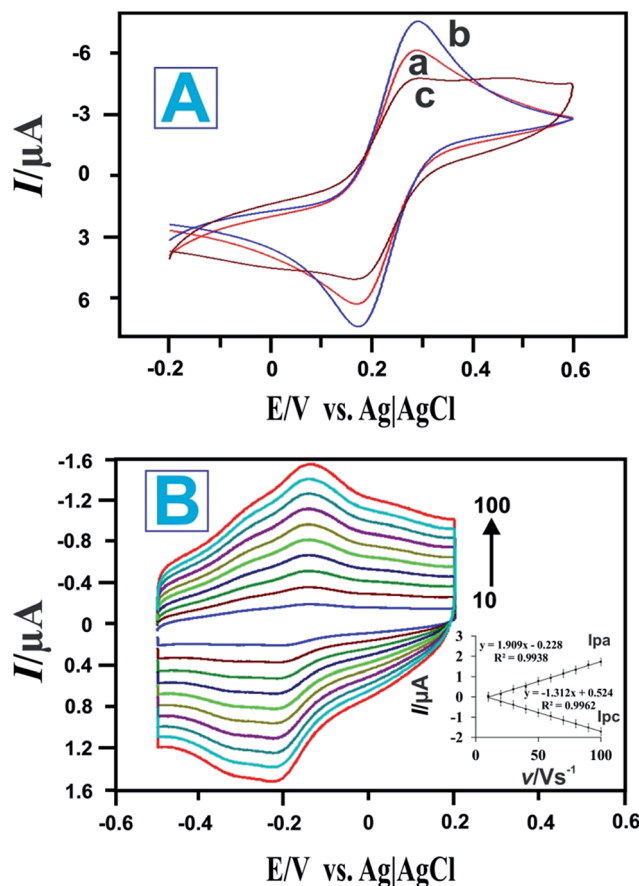 A
-6
-3
0
3
6
I/µA
b
a
c
-0.2
0
0.2
0.4
0.6
E/V vs. Ag|AgCl
B
-1.6
-1.2
-0.8
-0.4
0
0.4
0.8
1.2
1.6
I/µA
100
10
3
2
1
0
-1
-2
I/µA
y = 1.909x - 0.228
R² = 0.9938
Ipa
y = -1.312x + 0.524
R² = 0.9962
Ipc
0
50
100
v/Vs⁻¹
-0.6
-0.4
-0.2
0
0.2
0.4
0.6
E/V vs. Ag|AgCl